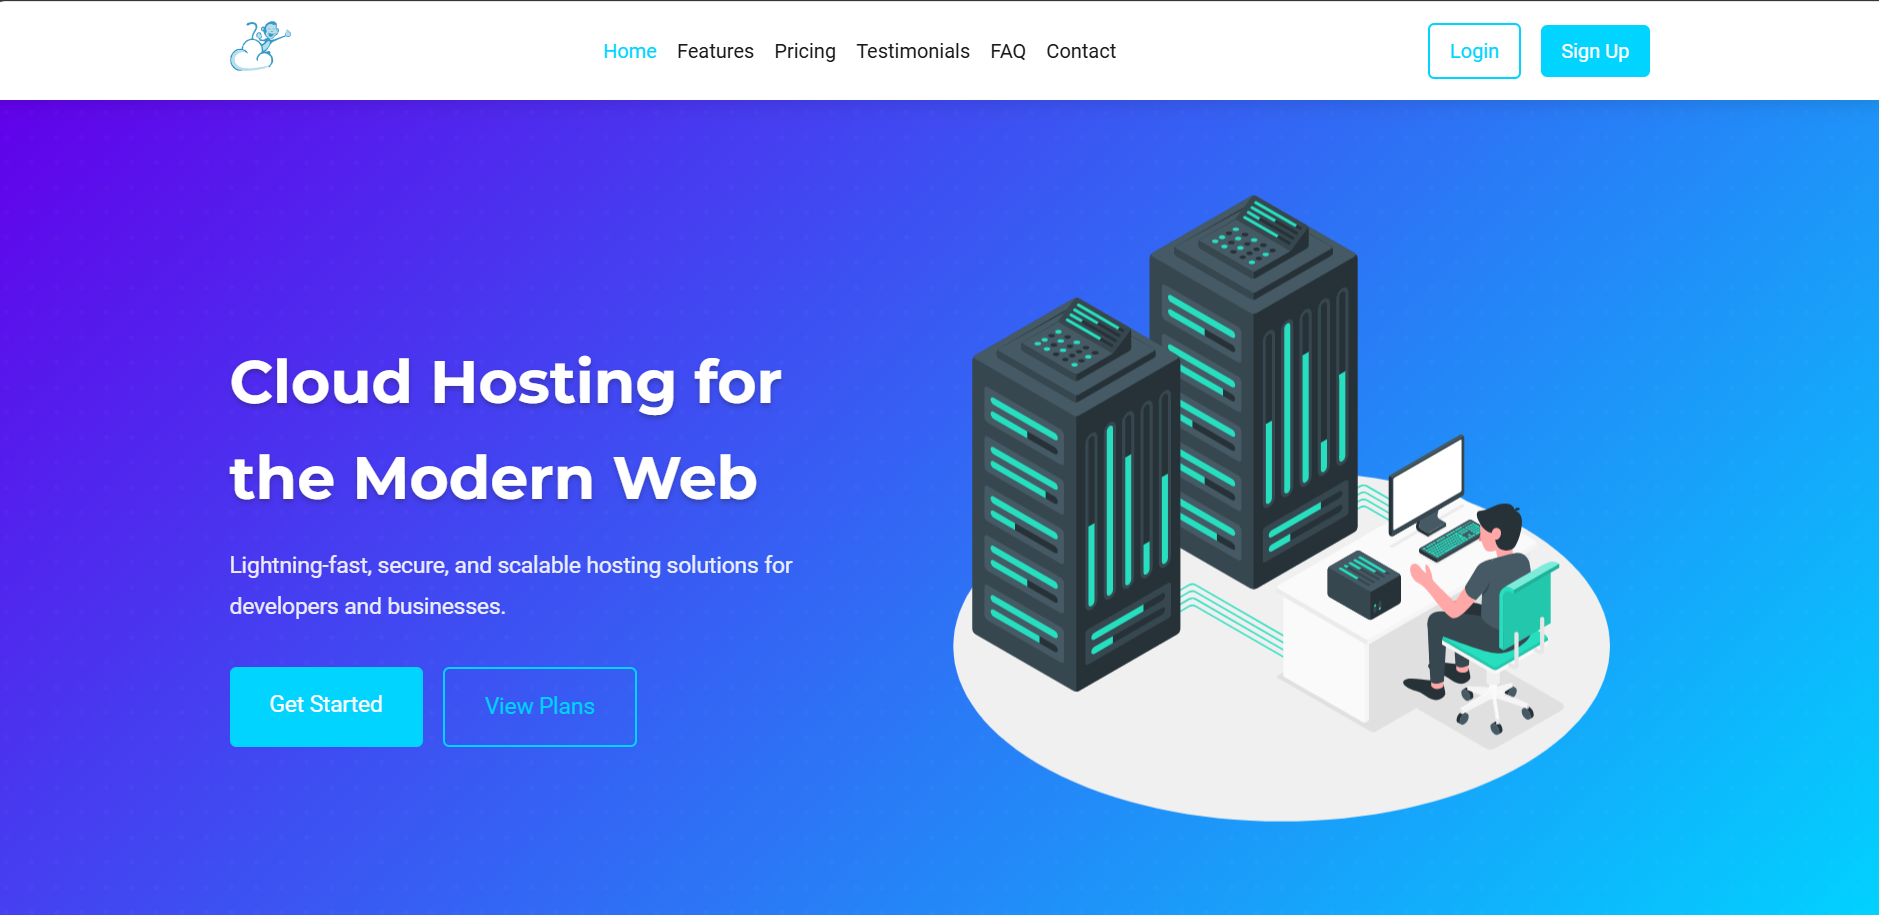 Home Features Pricing Testimonials FAQ Contact Login Sign Up
Cloud Hosting for
the Modern Web
Lightning-fast, secure, and scalable hosting solutions for
developers and businesses.
Get Started View Plans